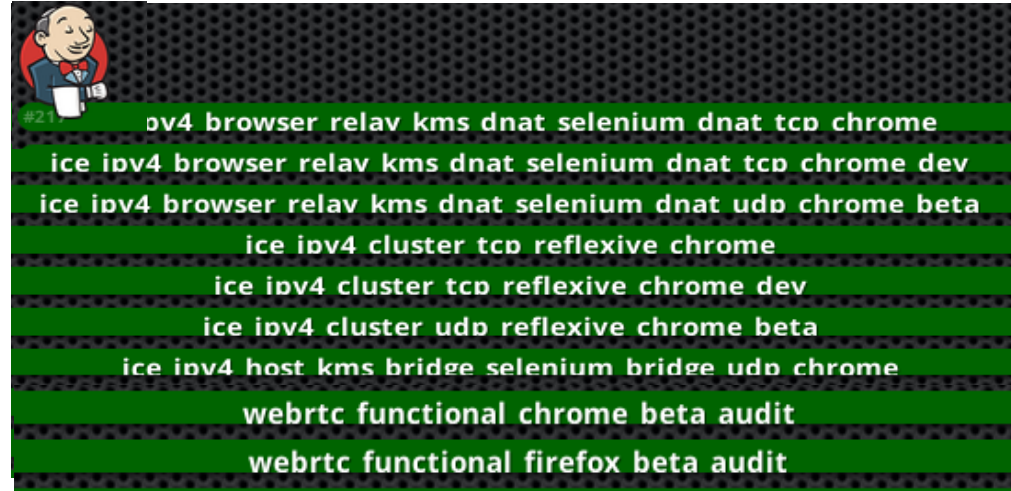 #217
pv4 browser relay kms dnat selenium dnat tcp chrome
ice ipv4 browser relay kms dnat selenium dnat tcp chrome dev
ice ipv4 browser relay kms dnat selenium dnat udp chrome beta
ice ipv4 cluster tcp reflexive chrome
ice ipv4 cluster tcp reflexive chrome dev
ice ipv4 cluster udp reflexive chrome beta
ice ipv4 host kms bridge selenium bridge udp chrome
webrtc functional chrome beta audit
webrtc functional firefox beta audit